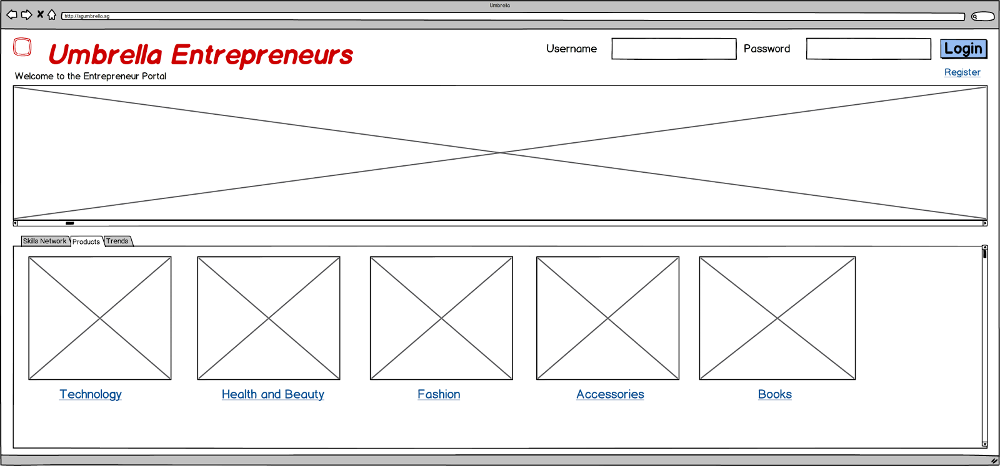 Umbrella
http://sgumbrella.sg
Umbrella Entrepreneurs
Username
Password
Login
Register
Welcome to the Entrepreneur Portal
Skills Network
Products
Trends
Technology
Health and Beauty
Fashion
Accessories
Books